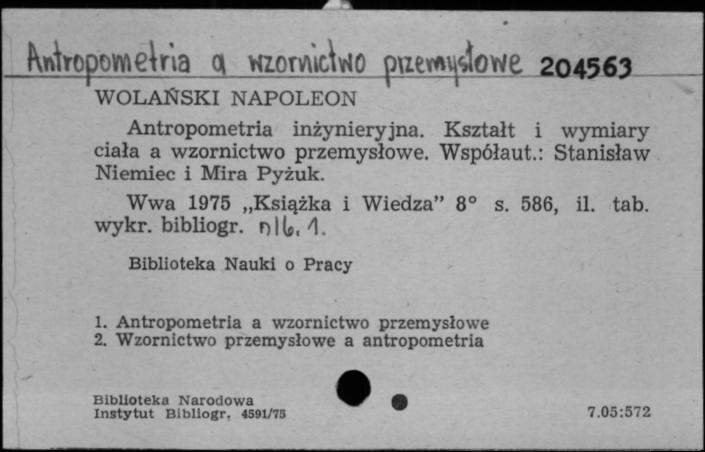 Antropometria a wzornictwo przemysłowe 204563
WOLAŃSKI NAPOLEON
Antropometria inżynieryjna. Kształt i wymiary
ciała a wzornictwo przemysłowe. Współaut.: Stanisław
Niemiec i Mira Pyżuk.
Wwa 1975 „Książka i Wiedza” 8° s. 586, il. tab.
wykr. bibliogr. nlb. 1.
Biblioteka Nauki o Pracy
1. Antropometria a wzornictwo przemysłowe
2. Wzornictwo przemysłowe a antropometria
Biblioteka Narodowa
Instytut Bibliogr. 4591/75
7.05:572